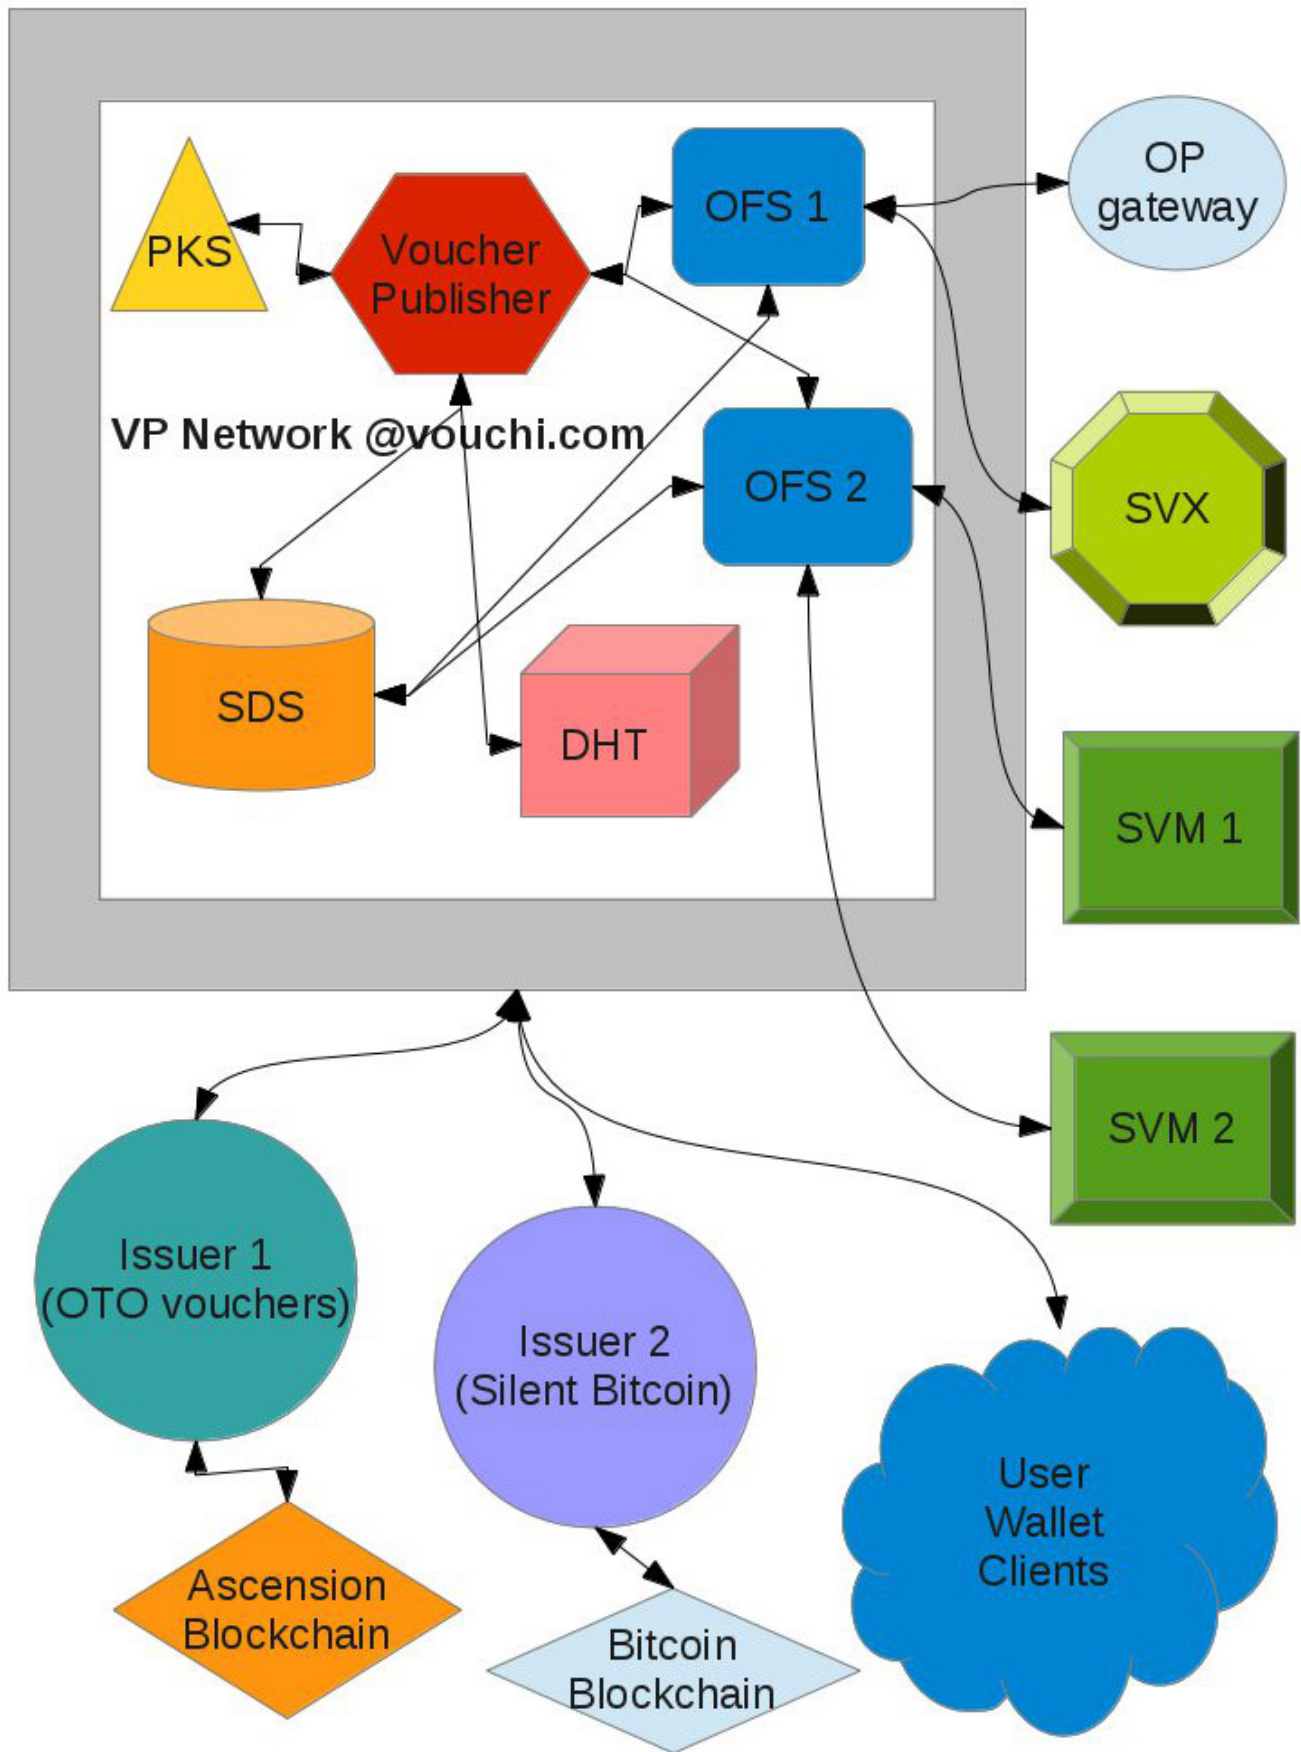 OP
gateway
OFS 1
PKS
Voucher
Publisher
VP Network @vouchi.com
OFS 2
SVX
SDS
DHT
SVM 1
SVM 2
Issuer 1
(OTO vouchers)
Issuer 2
(Silent Bitcoin)
User
Wallet
Clients
Ascension
Blockchain
Bitcoin
Blockchain